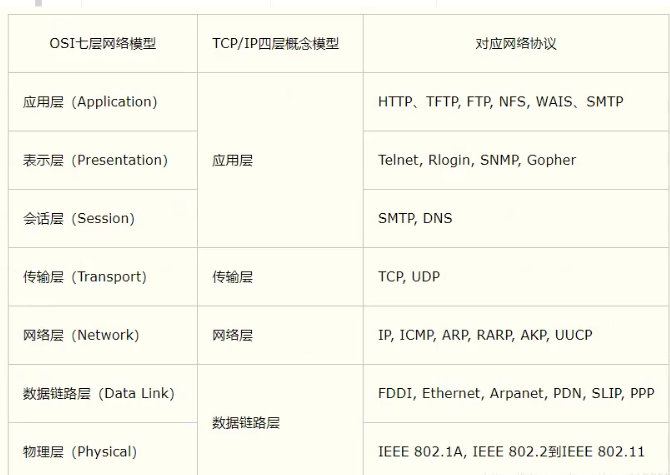 OSI七层网络模型 TCP/IP四层概念模型 对应网络协议
应用层 (Application) HTTP、TFTP, FTP, NFS, WAIS、SMTP
表示层 (Presentation) 应用层 Telnet, Rlogin, SNMP, Gopher
会话层 (Session) SMTP, DNS
传输层 (Transport) 传输层 TCP, UDP
网络层 (Network) 网络层 IP, ICMP, ARP, RARP, AKP, UUCP
数据链路层 (Data Link) FDDI, Ethernet, Arpanet, PDN, SLIP, PPP
数据链路层
物理层 (Physical) IEEE 802.1A, IEEE 802.2到IEEE 802.11